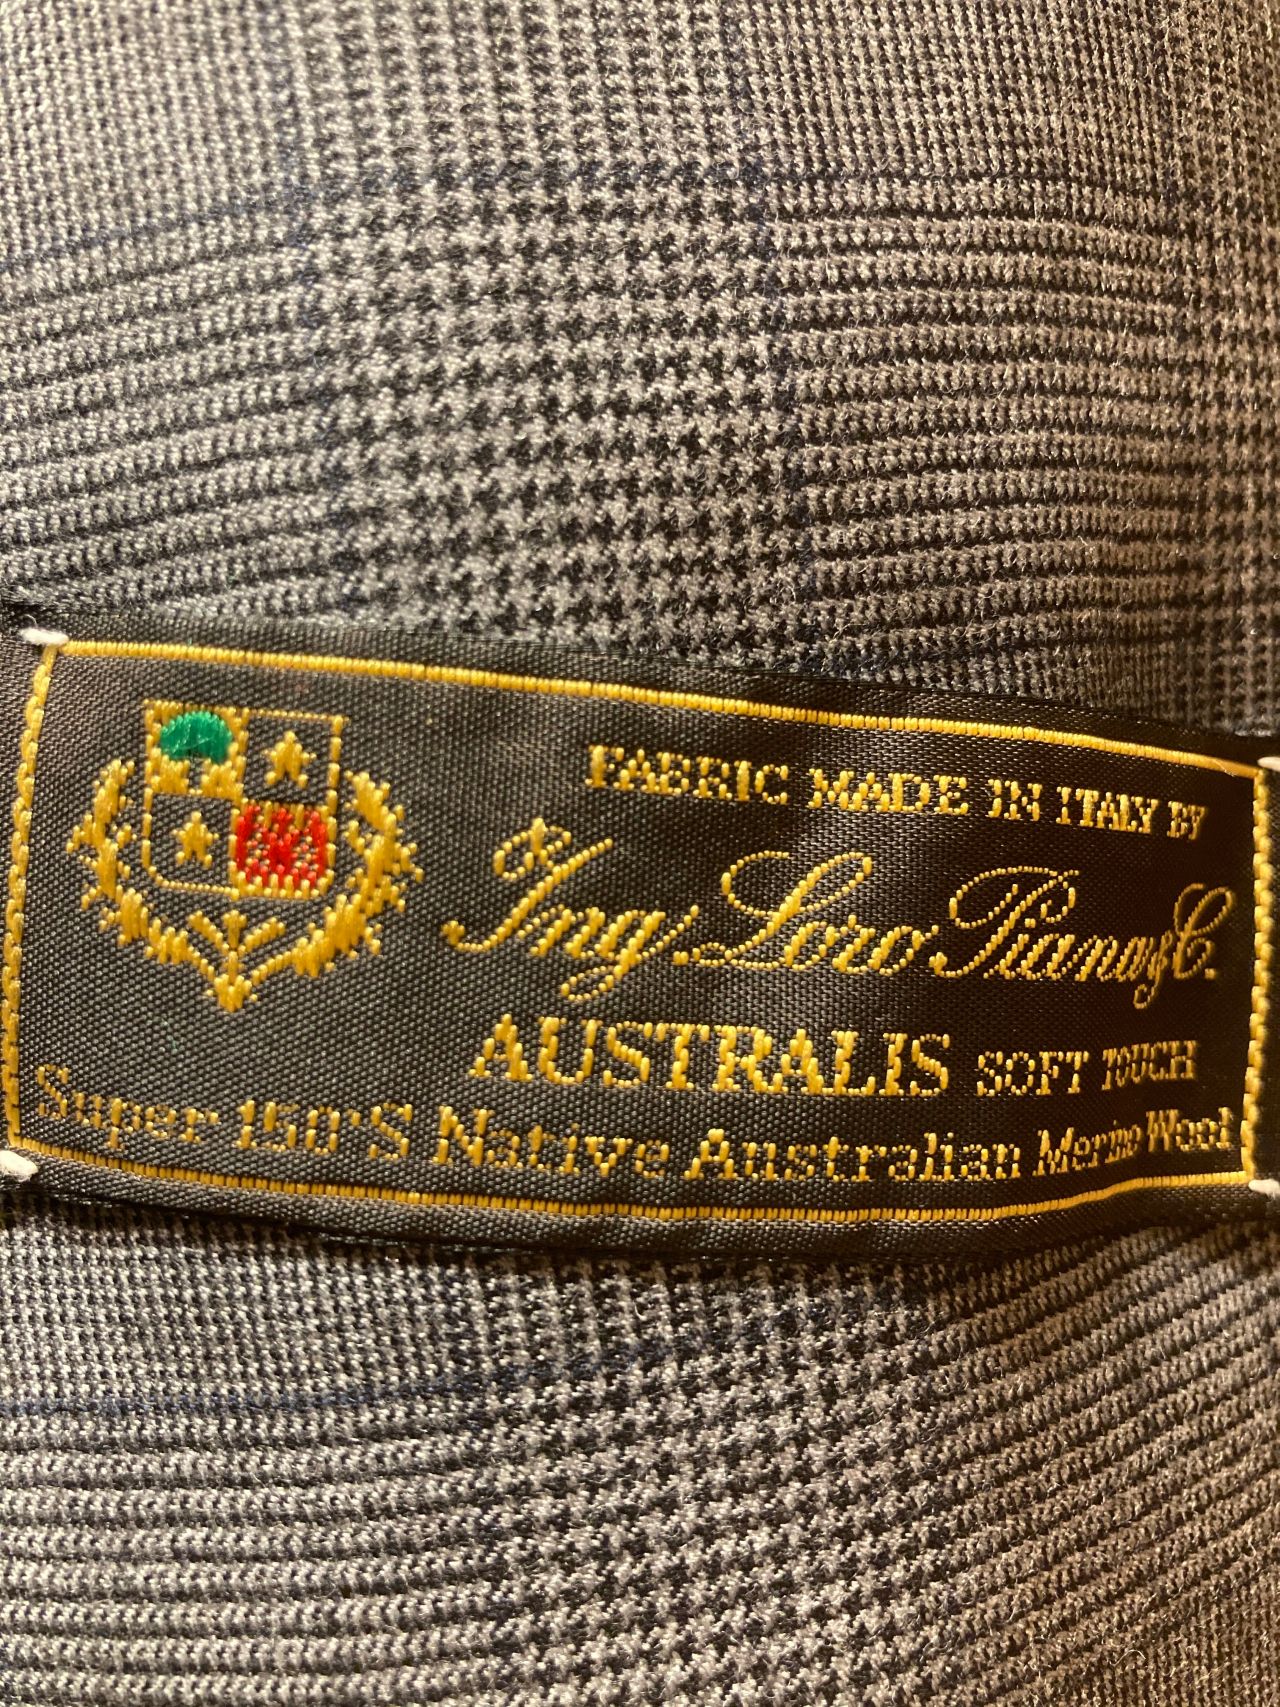 FABRIC MADE IN ITALY BY
Ing. Loro Piana & C.
AUSTRALIS SOFT TOUCH
Super 150'S Native Australian Merino Wool